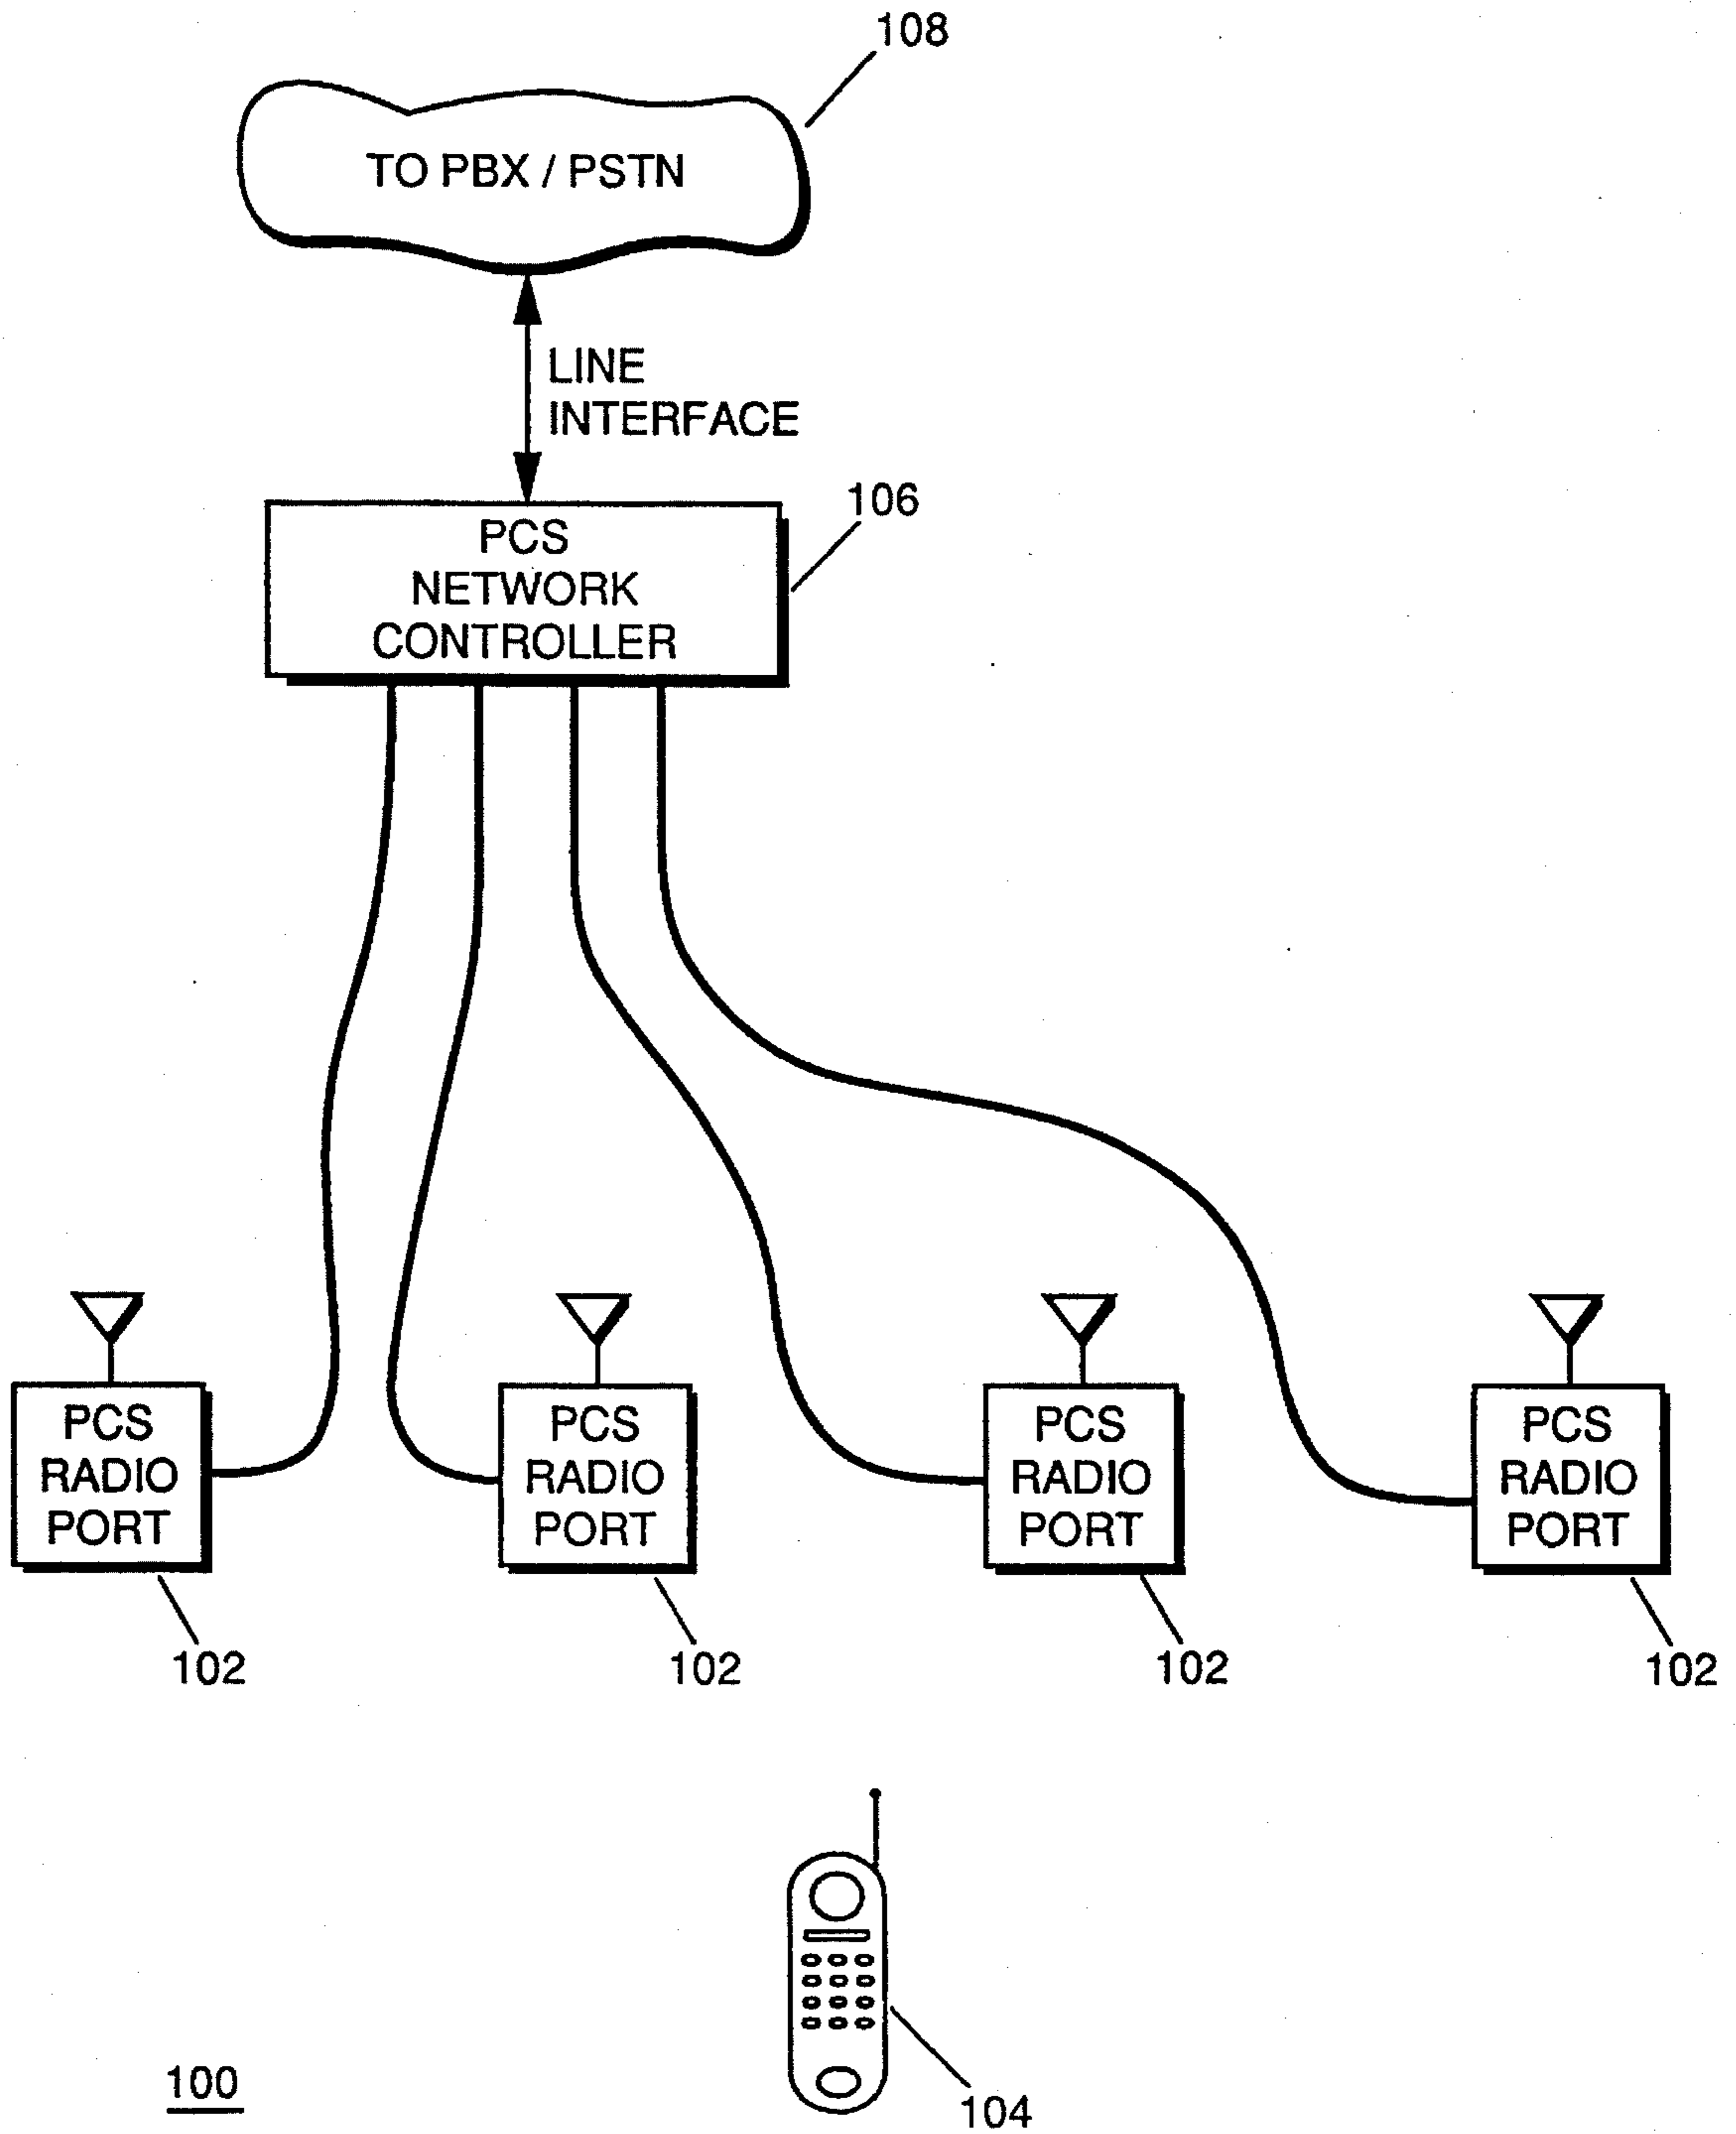 108
TO PBX / PSTN
LINE
INTERFACE
106
PCS
NETWORK
CONTROLLER
PCS
RADIO
PORT
PCS
RADIO
PORT
PCS
RADIO
PORT
PCS
RADIO
PORT
102
102
102
102
104
100